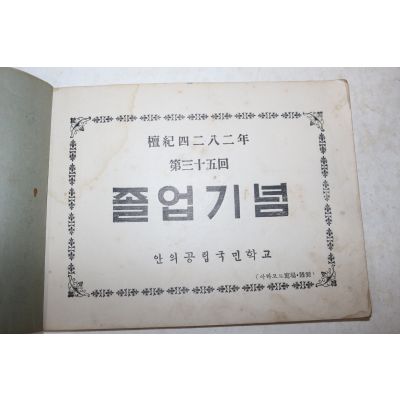 檀紀四二八二年
第三十五回
졸업기념
안의공립국민학교